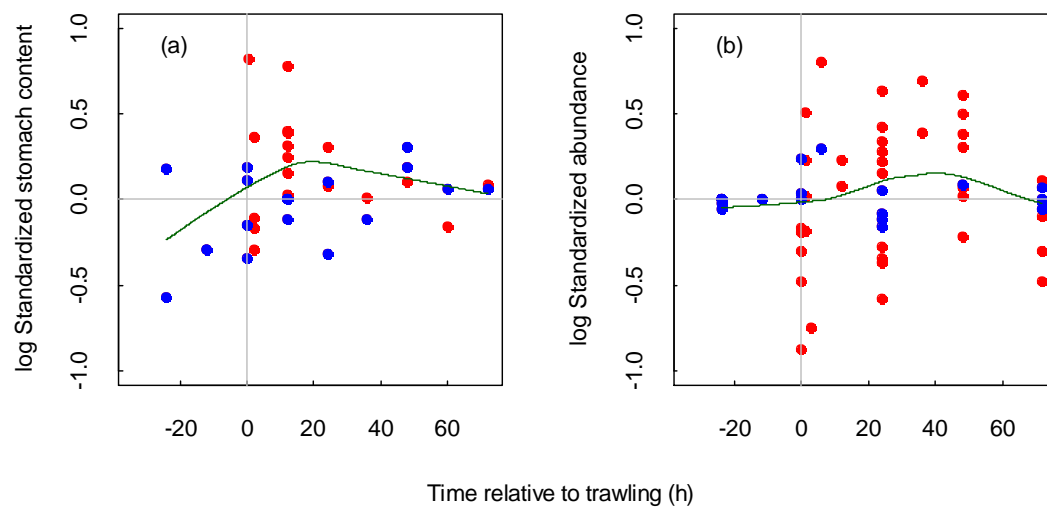 (a)
log Standardized stomach content
1.0
0.5
0.0
-0.5
-1.0
-20 0 20 40 60
(b)
log Standardized abundance
1.0
0.5
0.0
-0.5
-1.0
-20 0 20 40 60
Time relative to trawling (h)